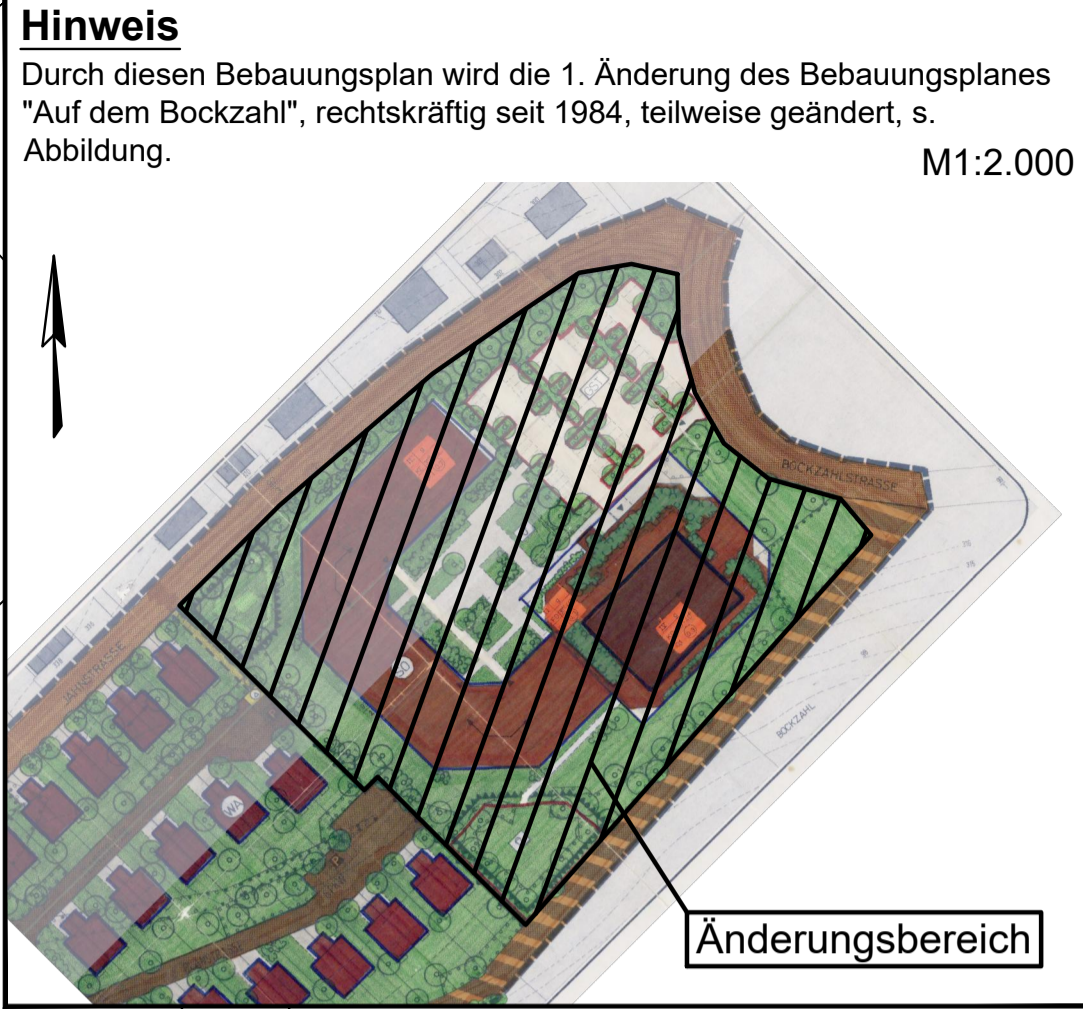 Hinweis
Durch diesen Bebauungsplan wird die 1. Änderung des Bebauungsplanes
"Auf dem Bockzahl", rechtskräftig seit 1984, teilweise geändert, s.
Abbildung.
M1:2.000
GST
BOCKZAHLSTRASSE
SO
JAHNSTRASSE
BOCKZAHL
WA
P
Änderungsbereich